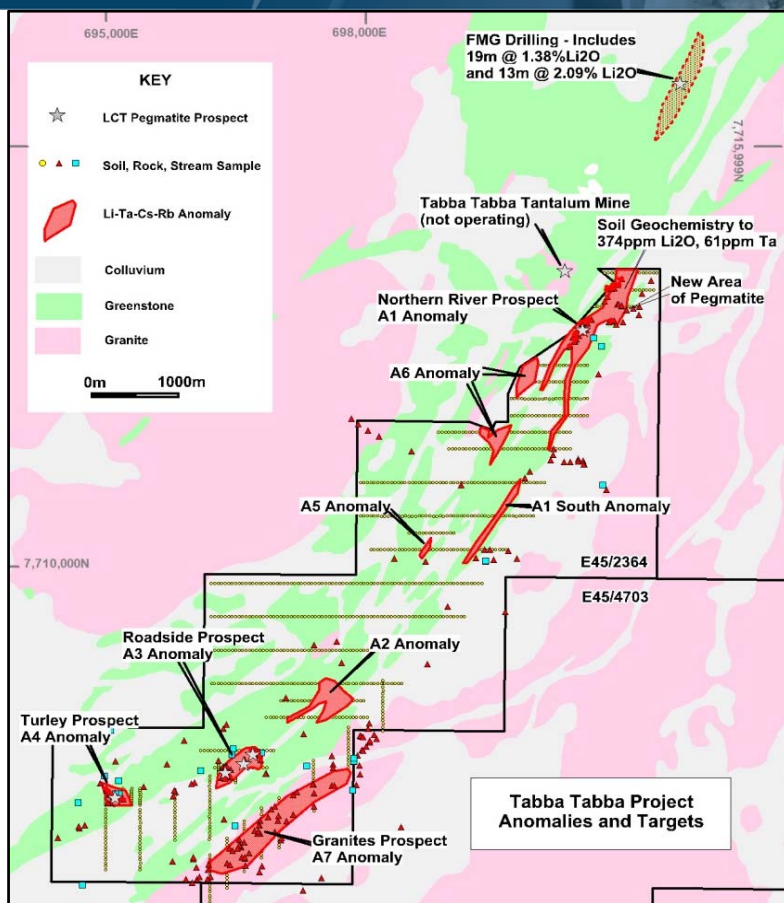 695,000E
698,000E
FMG Drilling - Includes
19m @ 1.38%Li2O
and 13m @ 2.09% Li2O
KEY
LCT Pegmatite Prospect
Soil, Rock, Stream Sample
Li-Ta-Cs-Rb Anomaly
Colluvium
Greenstone
Granite
0m 1000m
7,715,999N
Tabba Tabba Tantalum Mine
(not operating)
Soil Geochemistry to
374ppm Li2O, 61ppm Ta
New Area
of Pegmatite
Northern River Prospect
A1 Anomaly
A6 Anomaly
A5 Anomaly
A1 South Anomaly
7,710,000N
E45/2364
E45/4703
Roadside Prospect
A3 Anomaly
A2 Anomaly
Turley Prospect
A4 Anomaly
Granites Prospect
A7 Anomaly
Tabba Tabba Project
Anomalies and Targets